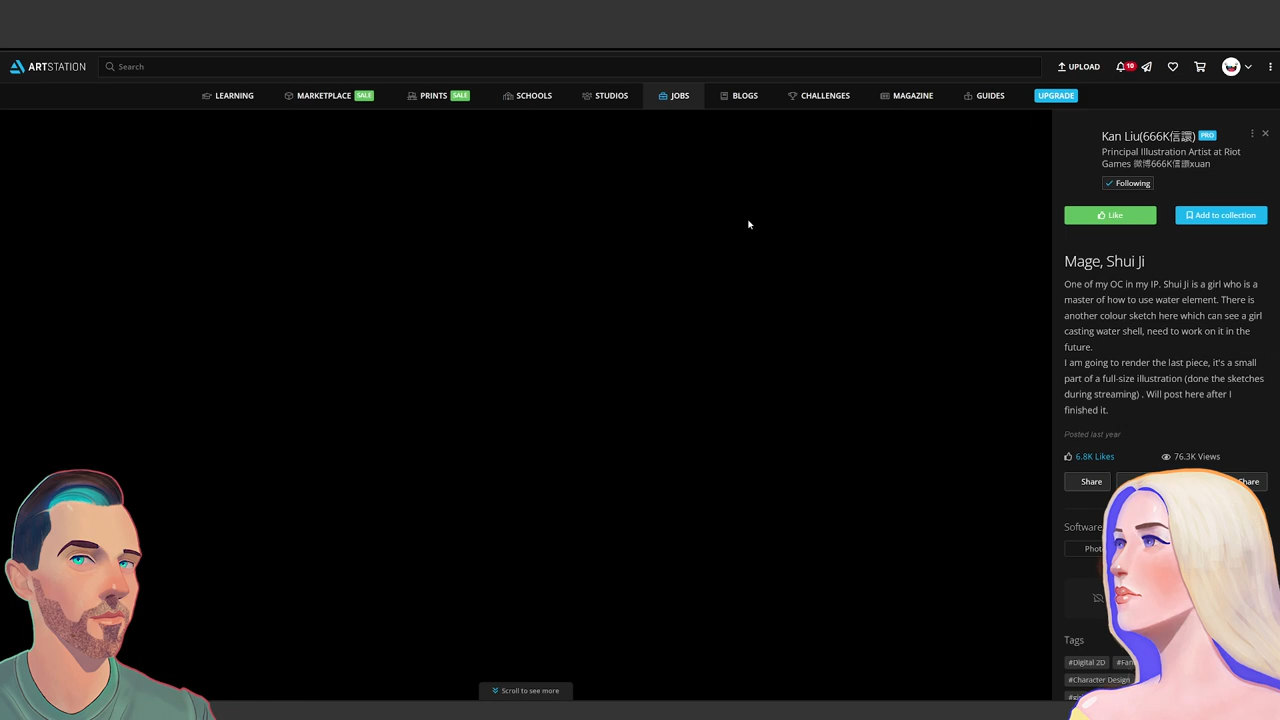 ARTSTATION
Search
UPLOAD
10
LEARNING
MARKETPLACE SALE
PRINTS SALE
SCHOOLS
STUDIOS
JOBS
BLOGS
CHALLENGES
MAGAZINE
GUIDES
UPGRADE
Kan Liu(666K信譞) PRO
Principal Illustration Artist at Riot
Games 微博666K信譞xuan
Following
Like
Add to collection
Mage, Shui Ji
One of my OC in my IP. Shui Ji is a girl who is a
master of how to use water element. There is
another colour sketch here which can see a girl
casting water shell, need to work on it in the
future.
I am going to render the last piece, it's a small
part of a full-size illustration (done the sketches
during streaming) . Will post here after I
finished it.
Posted last year
6.8K Likes
76.3K Views
Share
Share
Software
Phot
Tags
#Digital 2D
#Fan
#Character Design
Scroll to see more